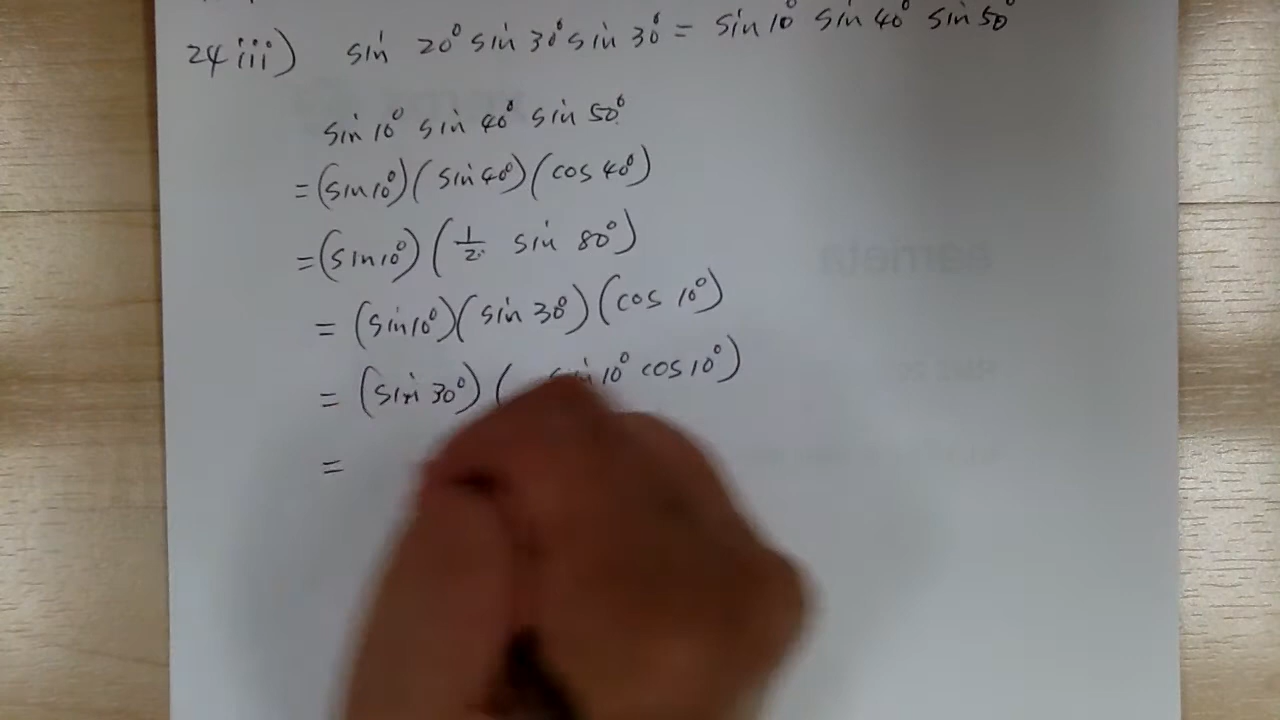 24 iii) sin 20° sin 30° sin 30° = sin 10° sin 40° sin 50°
sin 10° sin 40° sin 50°
= (sin 10°) (sin 40°) (cos 40°)
= (sin 10°) (1/2 sin 80°)
= (sin 10°) (sin 30°) (cos 10°)
= (sin 30°) ( sin 10° cos 10°)
=